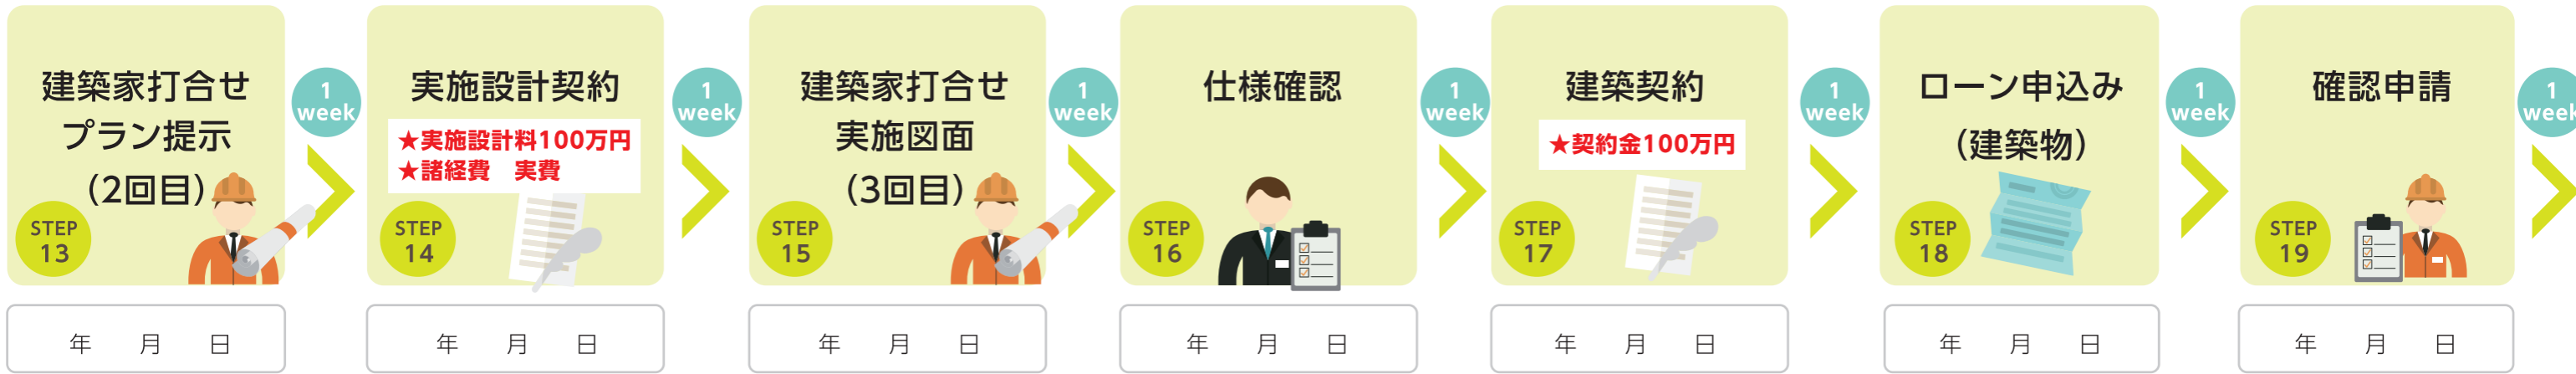 建築家打合せ
プラン提示
（2回目）
STEP
13
年 月 日
1
week
実施設計契約
★実施設計料100万円
★諸経費　実費
STEP
14
年 月 日
1
week
建築家打合せ
実施図面
（3回目）
STEP
15
年 月 日
1
week
仕様確認
STEP
16
年 月 日
1
week
建築契約
★契約金100万円
STEP
17
年 月 日
1
week
ローン申込み
（建築物）
STEP
18
年 月 日
1
week
確認申請
STEP
19
年 月 日
1
week